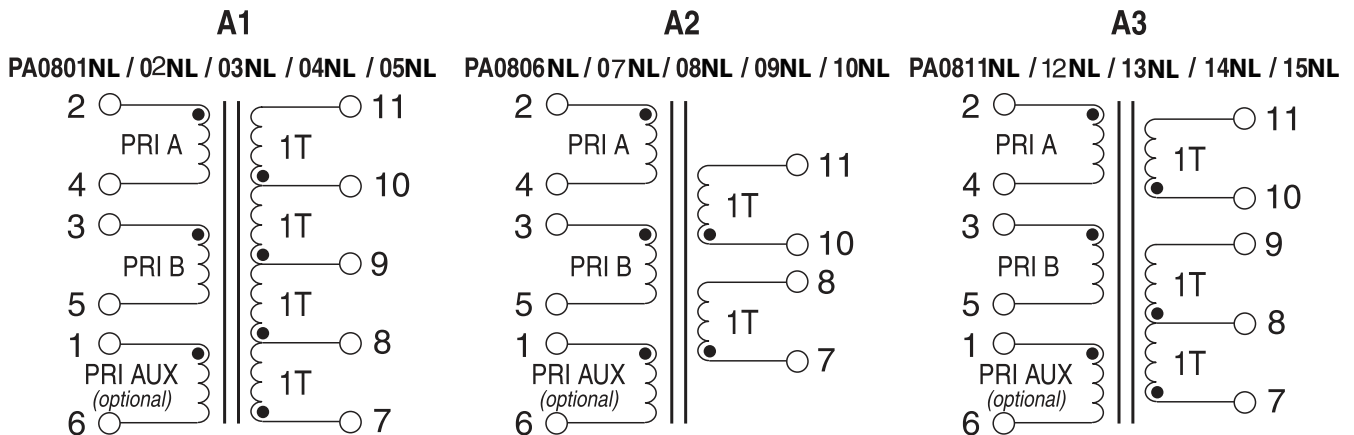 A1
PA0801NL / 02NL / 03NL / 04NL / 05NL
2
PRI A
4
3
PRI B
5
1
PRI AUX
(optional)
6
11
1T
10
1T
9
1T
8
1T
7
A2
PA0806NL / 07NL / 08NL / 09NL / 10NL
2
PRI A
4
3
PRI B
5
1
PRI AUX
(optional)
6
11
1T
10
8
1T
7
A3
PA0811NL / 12NL / 13NL / 14NL / 15NL
2
PRI A
4
3
PRI B
5
1
PRI AUX
(optional)
6
11
1T
10
9
1T
8
1T
7